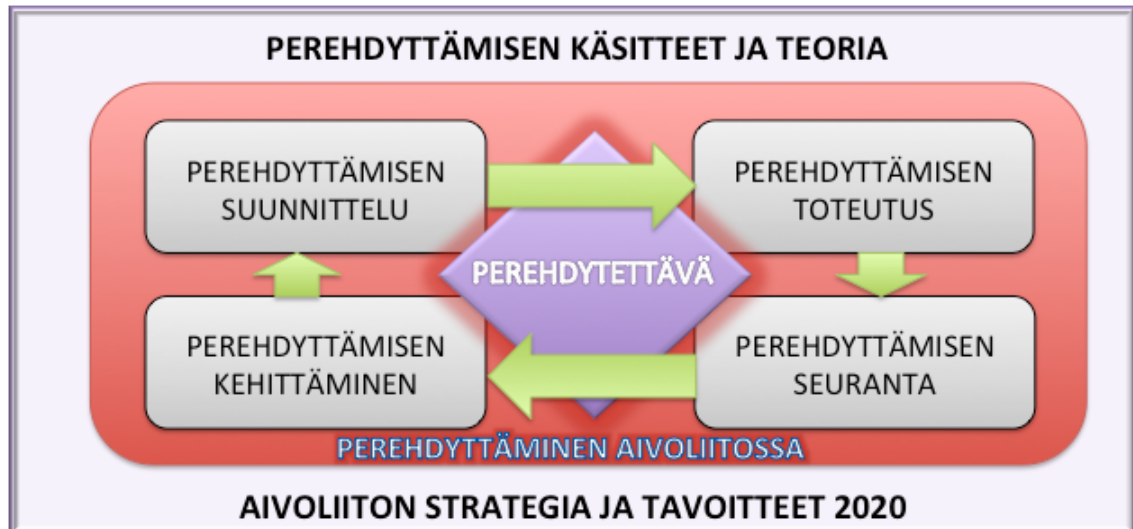 PEREHDYTTÄMISEN KÄSITTEET JA TEORIA
PEREHDYTTÄMISEN
SUUNNITTELU
PEREHDYTTÄMISEN
TOTEUTUS
PEREHDYTETTÄVÄ
PEREHDYTTÄMISEN
KEHITTÄMINEN
PEREHDYTTÄMISEN
SEURANTA
PEREHDYTTÄMINEN AIVOLIITOSSA
AIVOLIITON STRATEGIA JA TAVOITTEET 2020